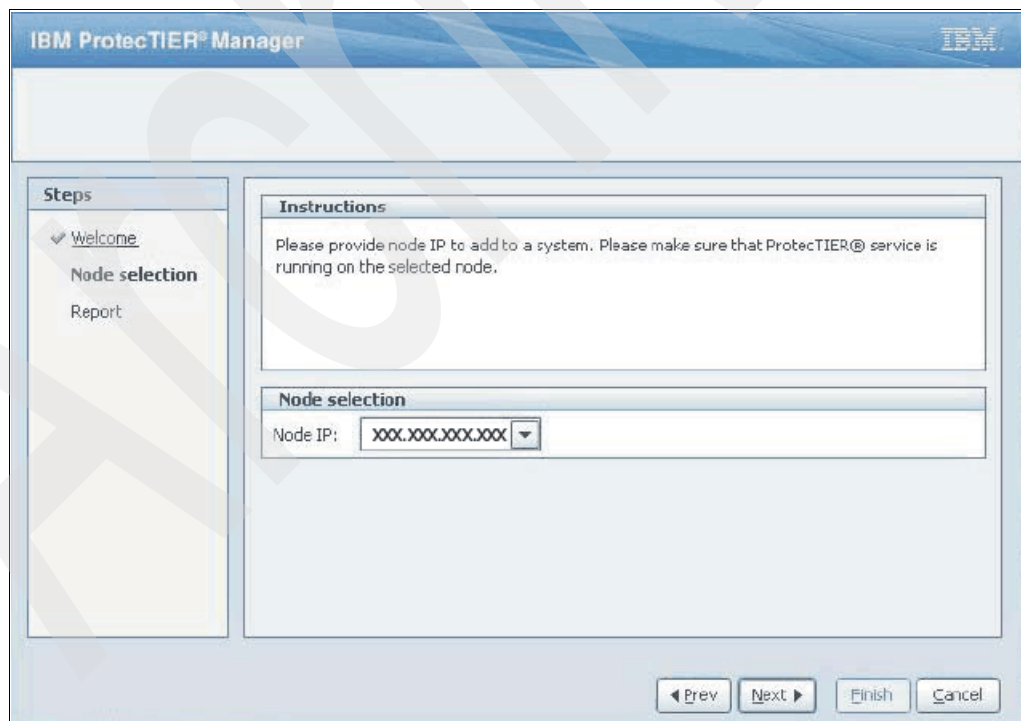 IBM ProtecTIER® Manager
IBM.
Steps
Welcome
Node selection
Report
Instructions
Please provide node IP to add to a system. Please make sure that ProtecTIER® service is
running on the selected node.
Node selection
Node IP: XXX.XXX.XXX.XXX
Prev Next Finish Cancel